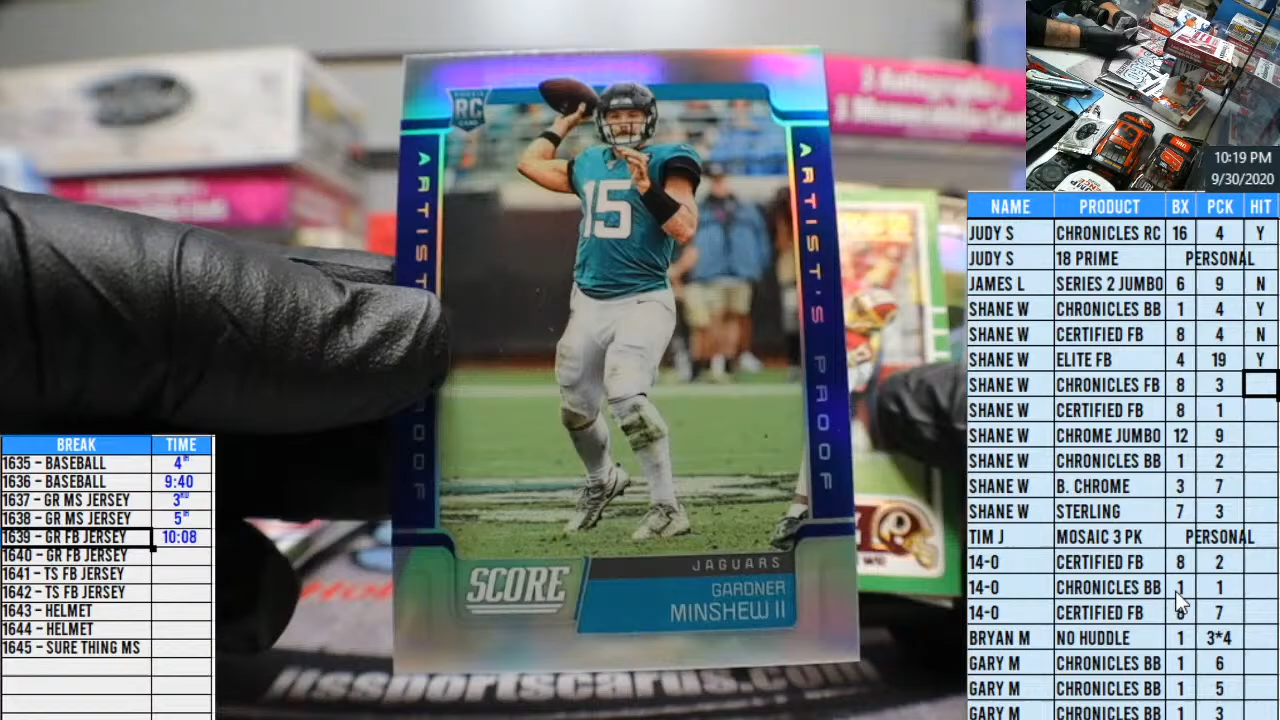 3 Autographs
RC
ARTIST'S PROOF
ARTIST'S PROOF
15
SCORE
JAGUARS
GARDNER
MINSHEW II
itssportscards.com
10:19 PM
9/30/2020
NAME PRODUCT BX PCK HIT
JUDY S CHRONICLES RC 16 4 Y
JUDY S 18 PRIME PERSONAL
JAMES L SERIES 2 JUMBO 6 9 N
SHANE W CHRONICLES BB 1 4 Y
SHANE W CERTIFIED FB 8 4 N
SHANE W ELITE FB 4 19 Y
SHANE W CHRONICLES FB 8 3
SHANE W CERTIFIED FB 8 1
SHANE W CHROME JUMBO 12 9
SHANE W CHRONICLES BB 1 2
SHANE W B. CHROME 3 7
SHANE W STERLING 7 3
TIM J MOSAIC 3 PK PERSONAL
14-0 CERTIFIED FB 8 2
14-0 CHRONICLES BB 1 1
14-0 CERTIFIED FB 8 7
BRYAN M NO HUDDLE 1 3*4
GARY M CHRONICLES BB 1 6
GARY M CHRONICLES BB 1 5
GARY M CHRONICLES BB 1 3
BREAK TIME
1635 - BASEBALL 4TH
1636 - BASEBALL 9:40
1637 - GR MS JERSEY 3RD
1638 - GR MS JERSEY 5TH
1639 - GR FB JERSEY 10:08
1640 - GR FB JERSEY
1641 - TS FB JERSEY
1642 - TS FB JERSEY
1643 - HELMET
1644 - HELMET
1645 - SURE THING MS